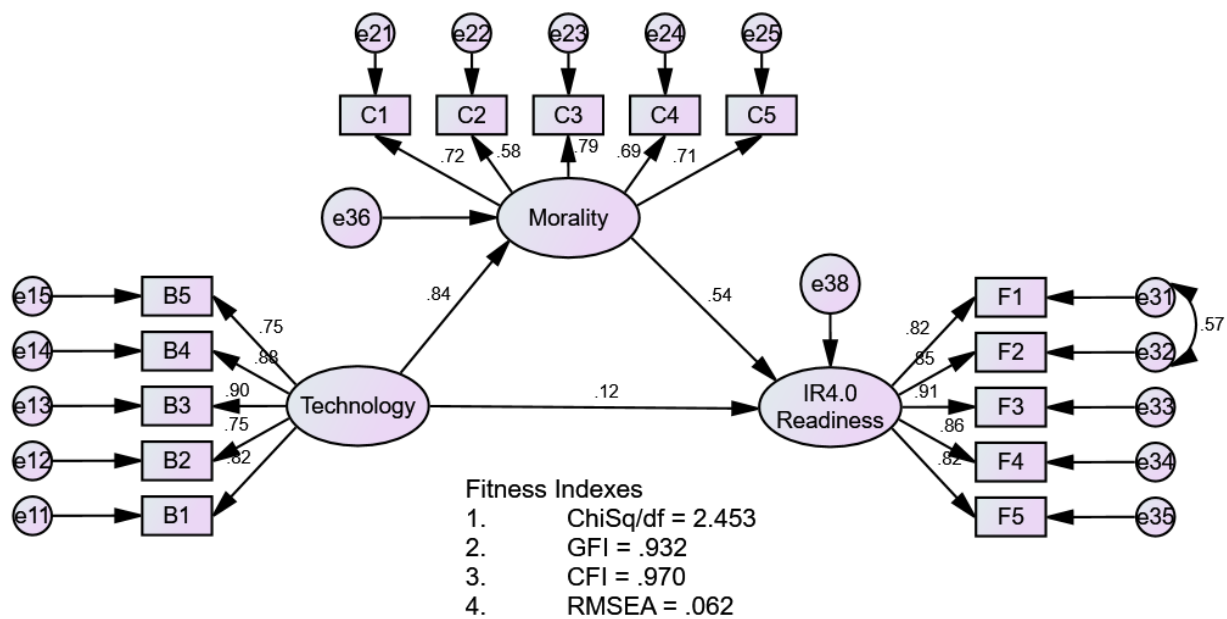 e21 e22 e23 e24 e25
C1 C2 C3 C4 C5
.72 .58 .79 .69 .71
e36 Morality
e38
e15 B5 F1 e31
.84 .54
.75 .82 .57
e14 B4 F2 e32
.88 .85
e13 B3 .90 Technology .12 IR4.0
Readiness .91 F3 e33
.75 .86
e12 B2 .82 .82 F4 e34
e11 B1 F5 e35
Fitness Indexes
1. ChiSq/df = 2.453
2. GFI = .932
3. CFI = .970
4. RMSEA = .062